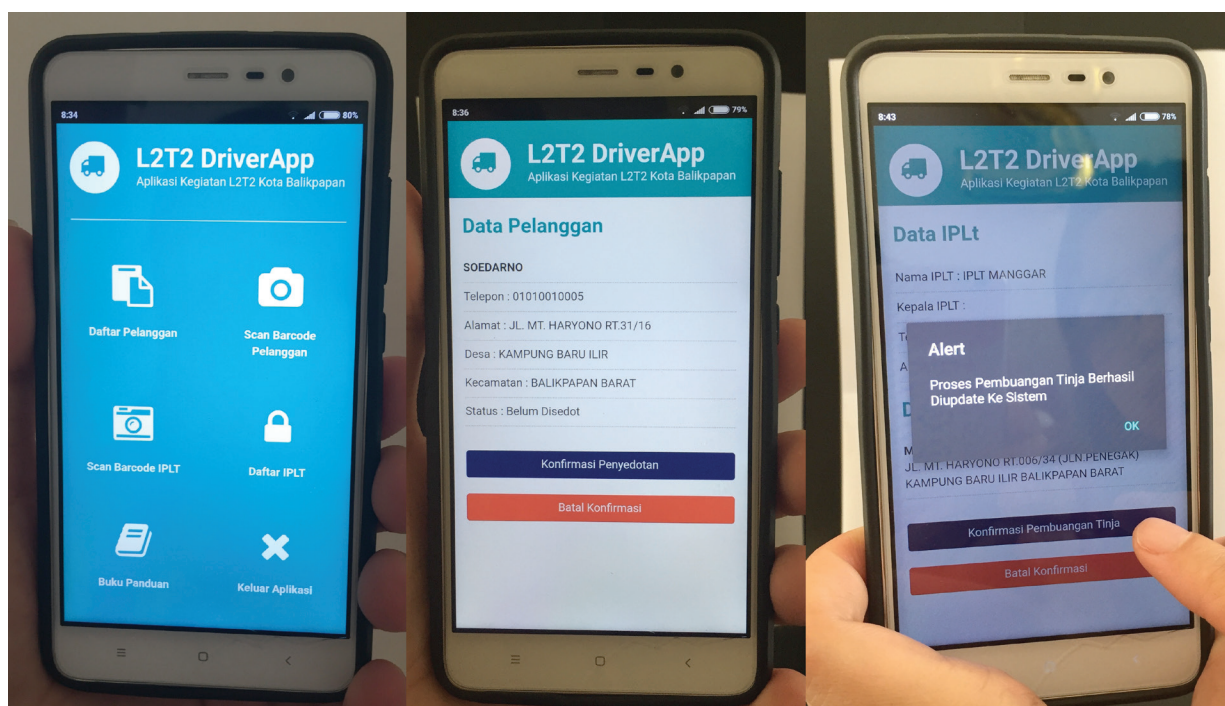 8:34
80%
L2T2 DriverApp
Aplikasi Kegiatan L2T2 Kota Balikpapan
Daftar Pelanggan
Scan Barcode
Pelanggan
Scan Barcode IPLT
Daftar IPLT
Buku Panduan
Keluar Aplikasi
8:36
79%
L2T2 DriverApp
Aplikasi Kegiatan L2T2 Kota Balikpapan
Data Pelanggan
SOEDARNO
Telepon : 01010010005
Alamat : JL. MT. HARYONO RT.31/16
Desa : KAMPUNG BARU ILIR
Kecamatan : BALIKPAPAN BARAT
Status : Belum Disedot
Konfirmasi Penyedotan
Batal Konfirmasi
8:43
78%
L2T2 DriverApp
Aplikasi Kegiatan L2T2 Kota Balikpapan
Data IPLt
Nama IPLT : IPLT MANGGAR
Kepala IPLT :
Alert
Proses Pembuangan Tinja Berhasil
Diupdate Ke Sistem
OK
JL. MT. HARYONO RT.006/34 (JLN.PENEGAK)
KAMPUNG BARU ILIR BALIKPAPAN BARAT
Konfirmasi Pembuangan Tinja
Batal Konfirmasi